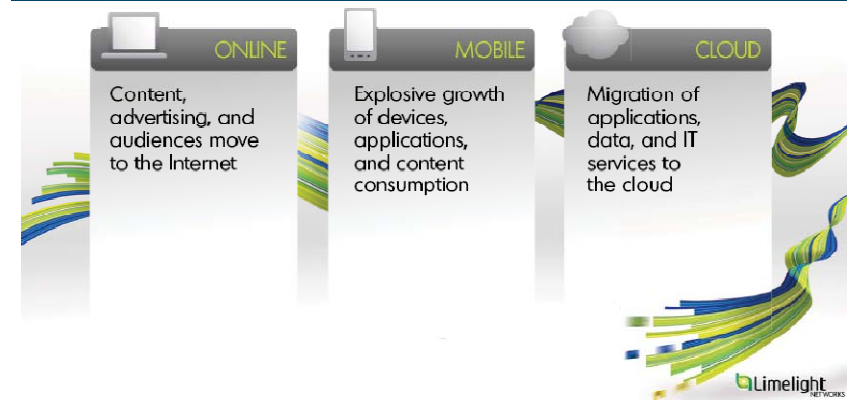 ONLINE
Content,
advertising, and
audiences move
to the Internet
MOBILE
Explosive growth
of devices,
applications,
and content
consumption
CLOUD
Migration of
applications,
data, and IT
services to
the cloud
Limelight
NETWORKS